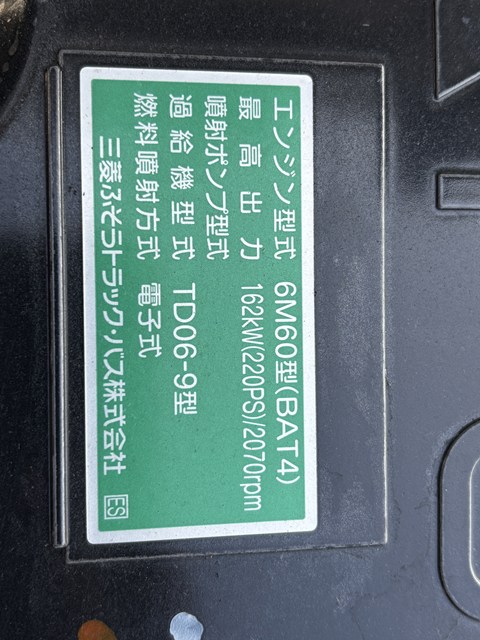 エンジン型式 6M60型(BAT4)
最高出力 162kW(220PS)/2070rpm
噴射ポンプ型式
過給機型式 TD06-9型
燃料噴射方式 電子式
三菱ふそうトラック・バス株式会社 ES